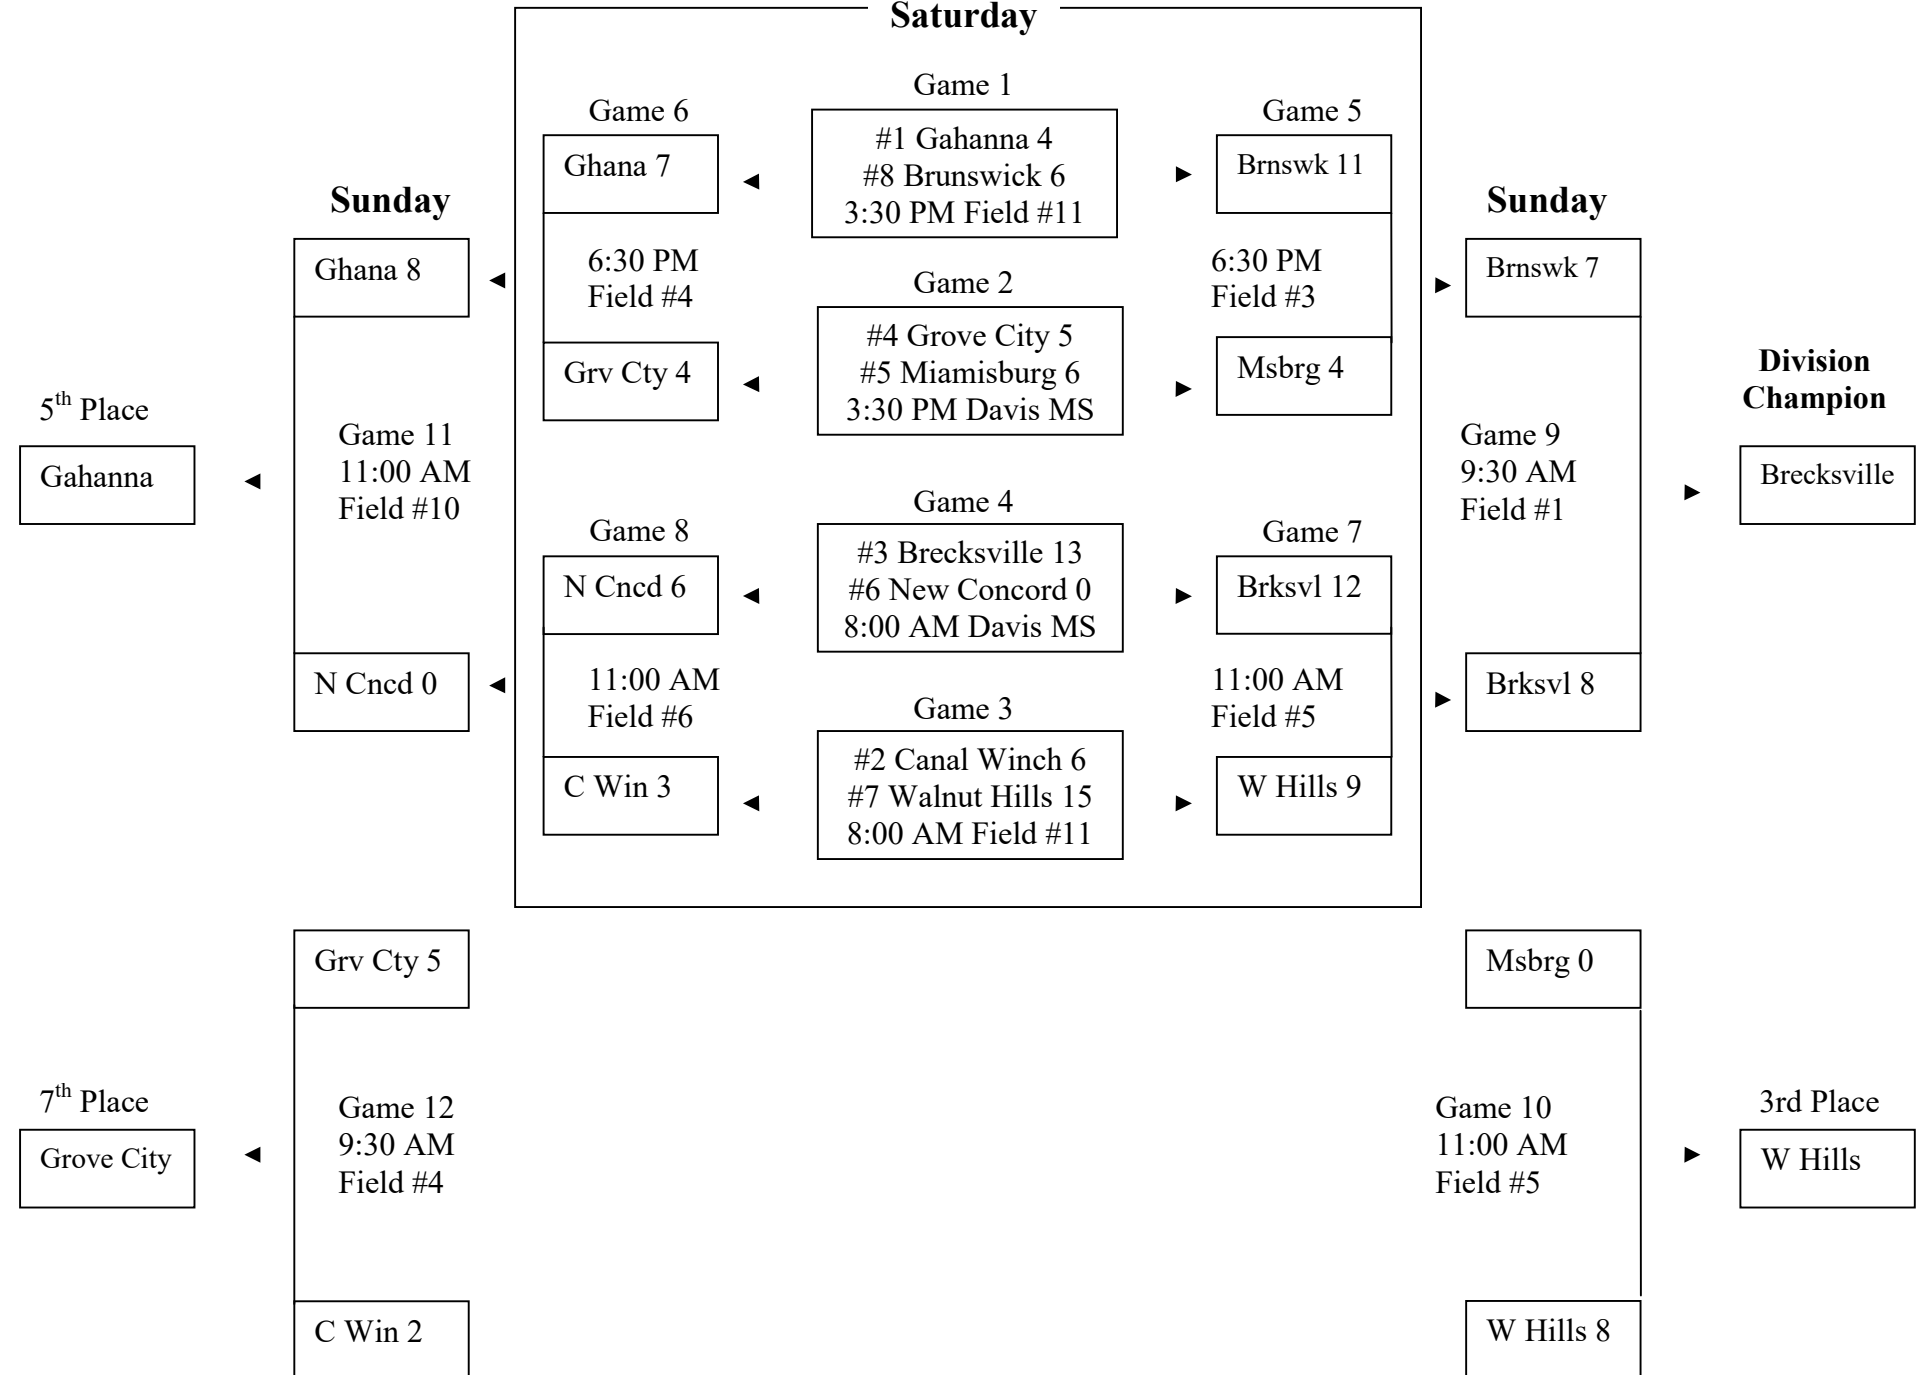 Saturday
Game 1
#1 Gahanna 4
#8 Brunswick 6
3:30 PM Field #11
Game 6
Ghana 7
6:30 PM
Field #4
Grv Cty 4
Game 5
Brnswk 11
6:30 PM
Field #3
Msbrg 4
Game 2
#4 Grove City 5
#5 Miamisburg 6
3:30 PM Davis MS
Game 4
#3 Brecksville 13
#6 New Concord 0
8:00 AM Davis MS
Game 8
N Cncd 6
11:00 AM
Field #6
C Win 3
Game 7
Brksvl 12
11:00 AM
Field #5
W Hills 9
Game 3
#2 Canal Winch 6
#7 Walnut Hills 15
8:00 AM Field #11
Sunday
Ghana 8
Game 11
11:00 AM
Field #10
N Cncd 0
5th Place
Gahanna
Sunday
Brnswk 7
Game 9
9:30 AM
Field #1
Brksvl 8
Division
Champion
Brecksville
Grv Cty 5
Game 12
9:30 AM
Field #4
C Win 2
7th Place
Grove City
Msbrg 0
Game 10
11:00 AM
Field #5
W Hills 8
3rd Place
W Hills